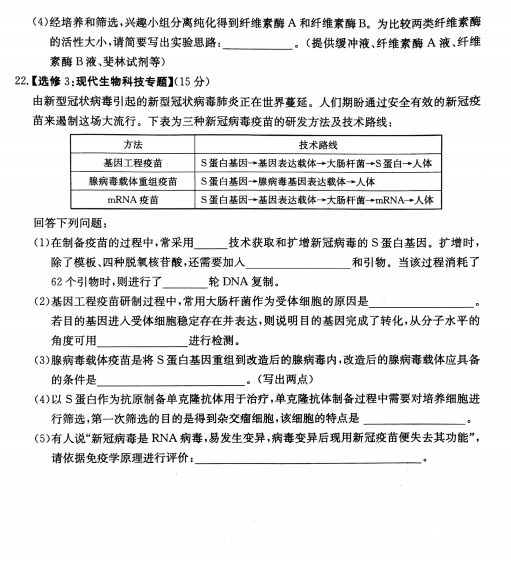 (4)经培养和筛选,兴趣小组分离纯化得到纤维素酶 A 和纤维素酶 B。为比较两类纤维素酶
的活性大小,请简要写出实验思路:__________。(提供缓冲液、纤维素酶 A 液、纤维
素酶 B 液、斐林试剂等)
22.【选修 3:现代生物科技专题】(15 分)
由新型冠状病毒引起的新型冠状病毒肺炎正在世界蔓延。人们期盼通过安全有效的新冠疫
苗来遏制这场大流行。下表为三种新冠病毒疫苗的研发方法及技术路线:
方法 技术路线
基因工程疫苗 S 蛋白基因→基因表达载体→大肠杆菌→S 蛋白→人体
腺病毒载体重组疫苗 S 蛋白基因→腺病毒基因表达载体→人体
mRNA 疫苗 S 蛋白基因→基因表达载体→大肠杆菌→mRNA→人体
回答下列问题:
(1)在制备疫苗的过程中,常采用_____技术获取和扩增新冠病毒的 S 蛋白基因。扩增时,
除了模板、四种脱氧核苷酸,还需要加入_______________和引物。当该过程消耗了
62 个引物时,则进行了_______轮 DNA 复制。
(2)基因工程疫苗研制过程中,常用大肠杆菌作为受体细胞的原因是_______________。
若目的基因进入受体细胞稳定存在并表达,则说明目的基因完成了转化,从分子水平的
角度可用_____________进行检测。
(3)腺病毒载体疫苗是将 S 蛋白基因重组到改造后的腺病毒内,改造后的腺病毒载体应具备
的条件是_____________________。(写出两点)
(4)以 S 蛋白作为抗原制备单克隆抗体用于治疗,单克隆抗体制备过程中需要对培养细胞进
行筛选,第一次筛选的目的是得到杂交瘤细胞,该细胞的特点是_______________。
(5)有人说“新冠病毒是 RNA 病毒,易发生变异,病毒变异后现用新冠疫苗便失去其功能”,
请依据免疫学原理进行评价:________________________________。